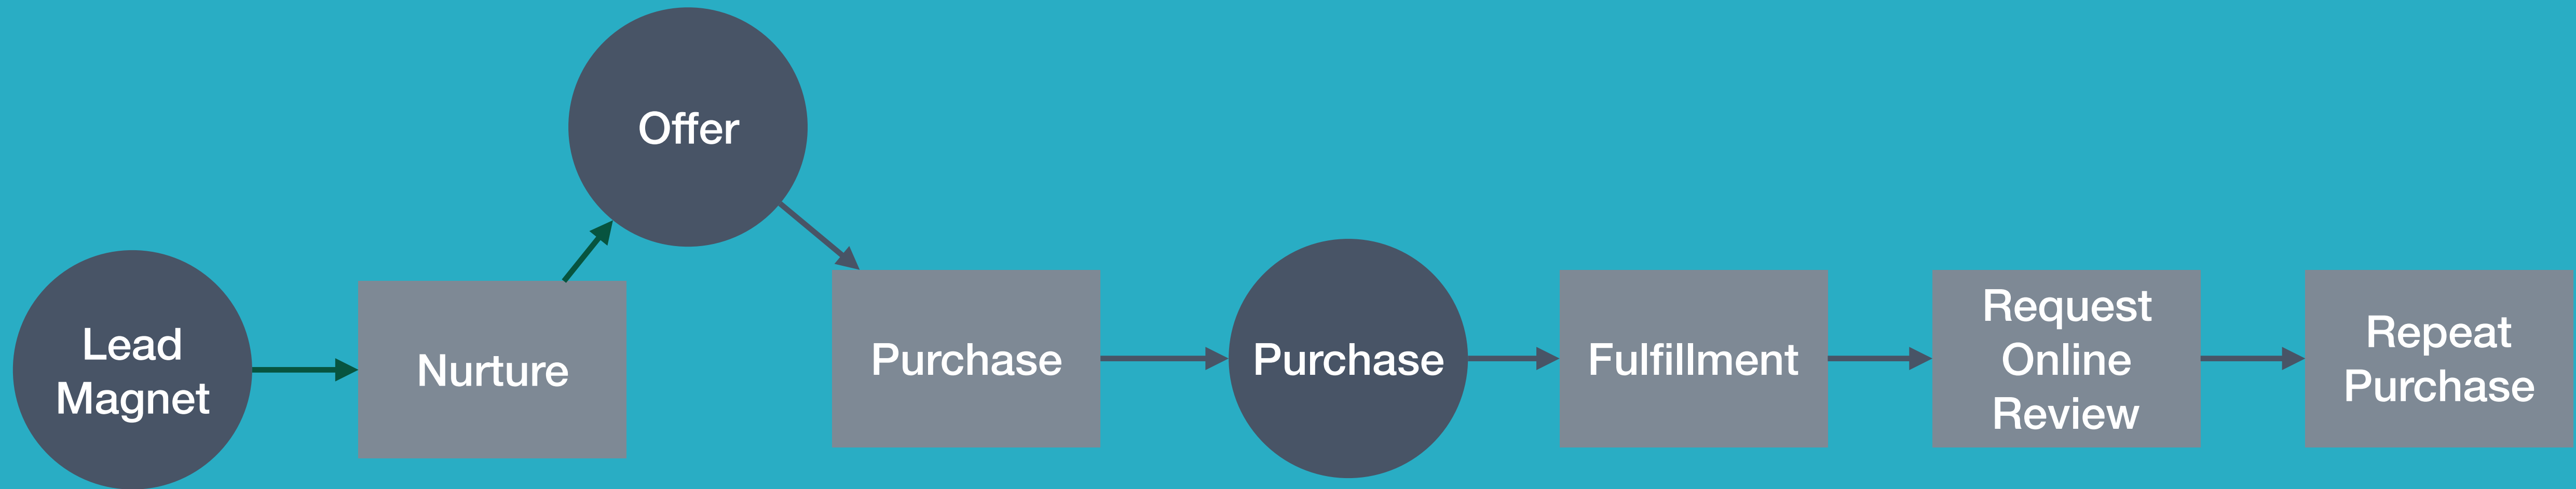 Lead
Magnet
Nurture
Offer
Purchase
Purchase
Fulfillment
Request
Online
Review
Repeat
Purchase